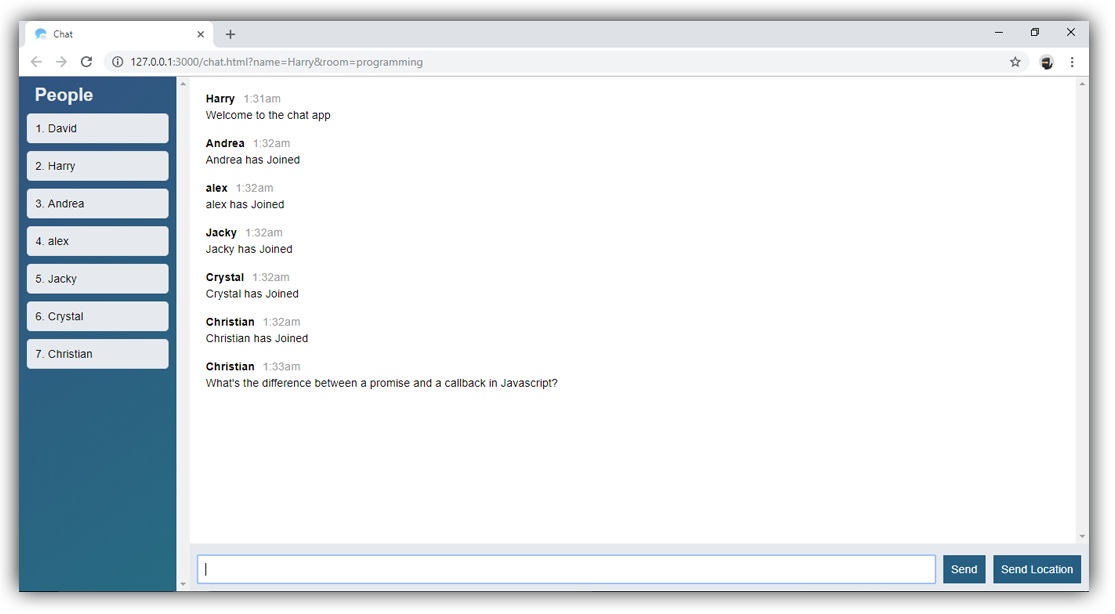 Chat
127.0.0.1:3000/chat.html?name=Harry&room=programming
People
1. David
2. Harry
3. Andrea
4. alex
5. Jacky
6. Crystal
7. Christian
Harry 1:31am
Welcome to the chat app
Andrea 1:32am
Andrea has Joined
alex 1:32am
alex has Joined
Jacky 1:32am
Jacky has Joined
Crystal 1:32am
Crystal has Joined
Christian 1:32am
Christian has Joined
Christian 1:33am
What's the difference between a promise and a callback in Javascript?
Send
Send Location